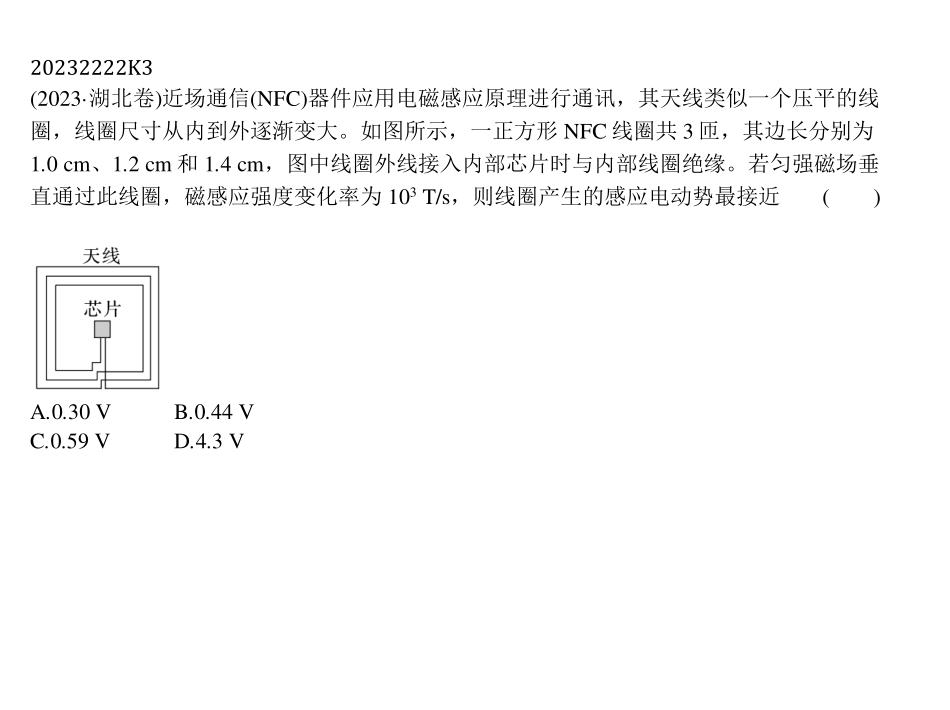 20232222K3
(2023·湖北卷)近场通信(NFC)器件应用电磁感应原理进行通讯，其天线类似一个压平的线
圈，线圈尺寸从内到外逐渐变大。如图所示，一正方形 NFC 线圈共 3 匝，其边长分别为
1.0 cm、1.2 cm 和 1.4 cm，图中线圈外线接入内部芯片时与内部线圈绝缘。若匀强磁场垂
直通过此线圈，磁感应强度变化率为 10³ T/s，则线圈产生的感应电动势最接近 (  )
天线
芯片
A.0.30 V B.0.44 V
C.0.59 V D.4.3 V